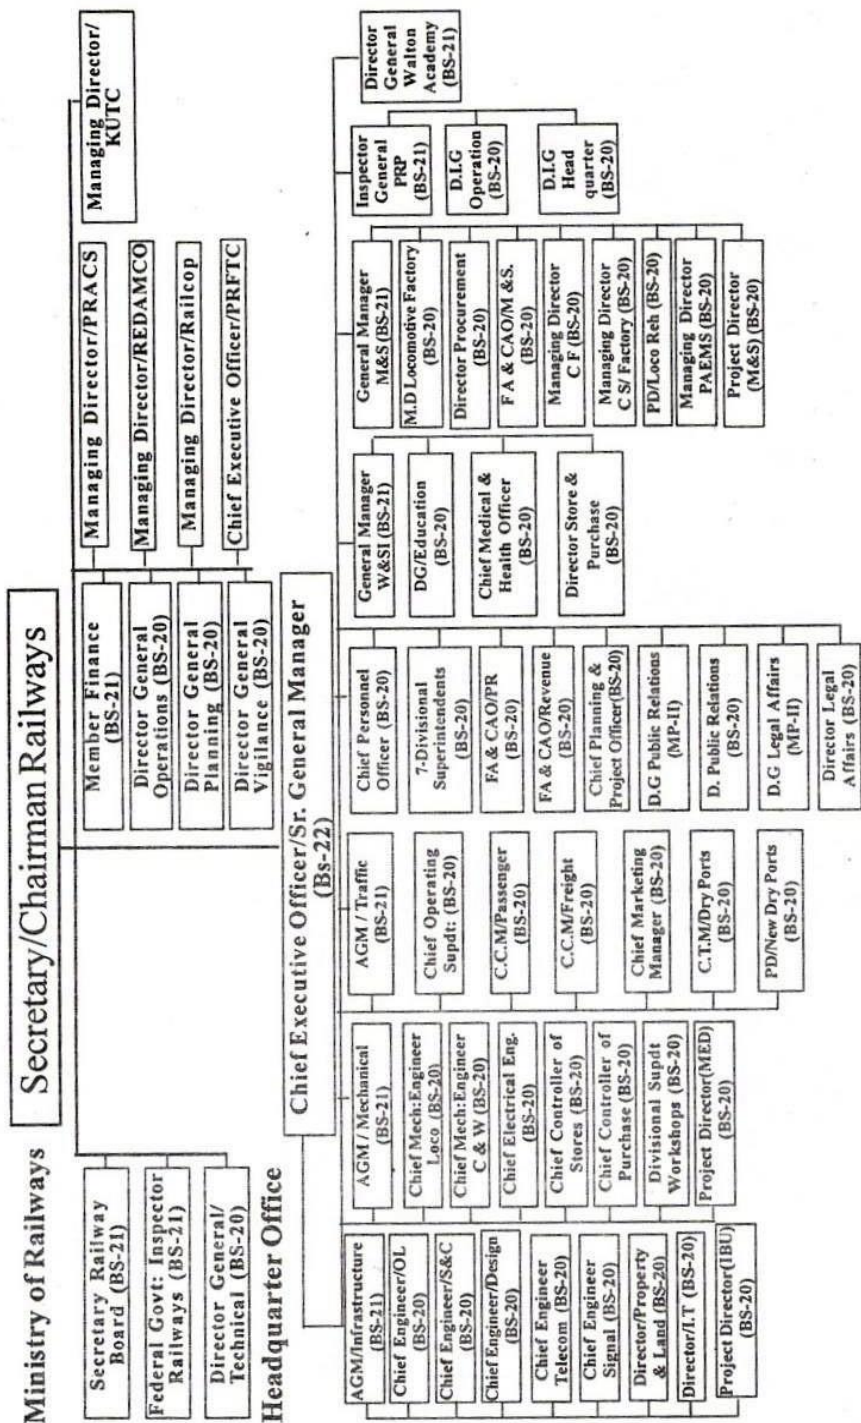 Ministry of Railways
Secretary/Chairman Railways
Secretary Railway
Board (BS-21)
Federal Govt: Inspector
Railways (BS-21)
Director General/
Technical (BS-20)
Member Finance
(BS-21)
Director General
Operations (BS-20)
Director General
Planning (BS-20)
Director General
Vigilance (BS-20)
Managing Director/PRACS
Managing Director/REDAMCO
Managing Director/Railcop
Chief Executive Officer/PRFTC
Managing Director/
KUTC
Headquarter Office
Chief Executive Officer/Sr. General Manager
(Bs-22)
AGM/Infrastructure
(BS-21)
Chief Engineer/OL
(BS-20)
Chief Engineer/S&C
(BS-20)
Chief Engineer/Design
(BS-20)
Chief Engineer
Telecom (BS-20)
Chief Engineer
Signal (BS-20)
Director/Property
& Land (BS-20)
Director/I.T (BS-20)
Project Director(IBU)
(BS-20)
AGM / Mechanical
(BS-21)
Chief Mech:Engineer
Loco (BS-20)
Chief Mech:Engineer
C & W (BS-20)
Chief Electrical Eng.
(BS-20)
Chief Controller of
Stores (BS-20)
Chief Controller of
Purchase (BS-20)
Divisional Supdt
Workshops (BS-20)
Project Director(MED)
(BS-20)
AGM / Traffic
(BS-21)
Chief Operating
Supdt: (BS-20)
C.C.M/Passenger
(BS-20)
C.C.M/Freight
(BS-20)
Chief Marketing
Manager (BS-20)
C.T.M/Dry Ports
(BS-20)
PD/New Dry Ports
(BS-20)
Chief Personnel
Officer (BS-20)
7-Divisional
Superintendents
(BS-20)
FA & CAO/PR
(BS-20)
FA & CAO/Revenue
(BS-20)
Chief Planning &
Project Officer(BS-20)
D.G Public Relations
(MP-II)
D. Public Relations
(BS-20)
D.G Legal Affairs
(MP-II)
Director Legal
Affairs (BS-20)
General Manager
W&SI (BS-21)
DG/Education
(BS-20)
Chief Medical &
Health Officer
(BS-20)
Director Store &
Purchase
(BS-20)
General Manager
M&S (BS-21)
M.D Locomotive Factory
(BS-20)
Director Procurement
(BS-20)
F A & CAO/M &S.
(BS-20)
Managing Director
C F (BS-20)
Managing Director
C S/ Factory (BS-20)
PD/Loco Reh (BS-20)
Managing Director
PAEMS (BS-20)
Project Director
(M&S) (BS-20)
Inspector
General
PRP
(BS-21)
D.I.G
Operation
(BS-20)
D.I.G
Head
quarter
(BS-20)
Director
General
Walton
Academy
(BS-21)